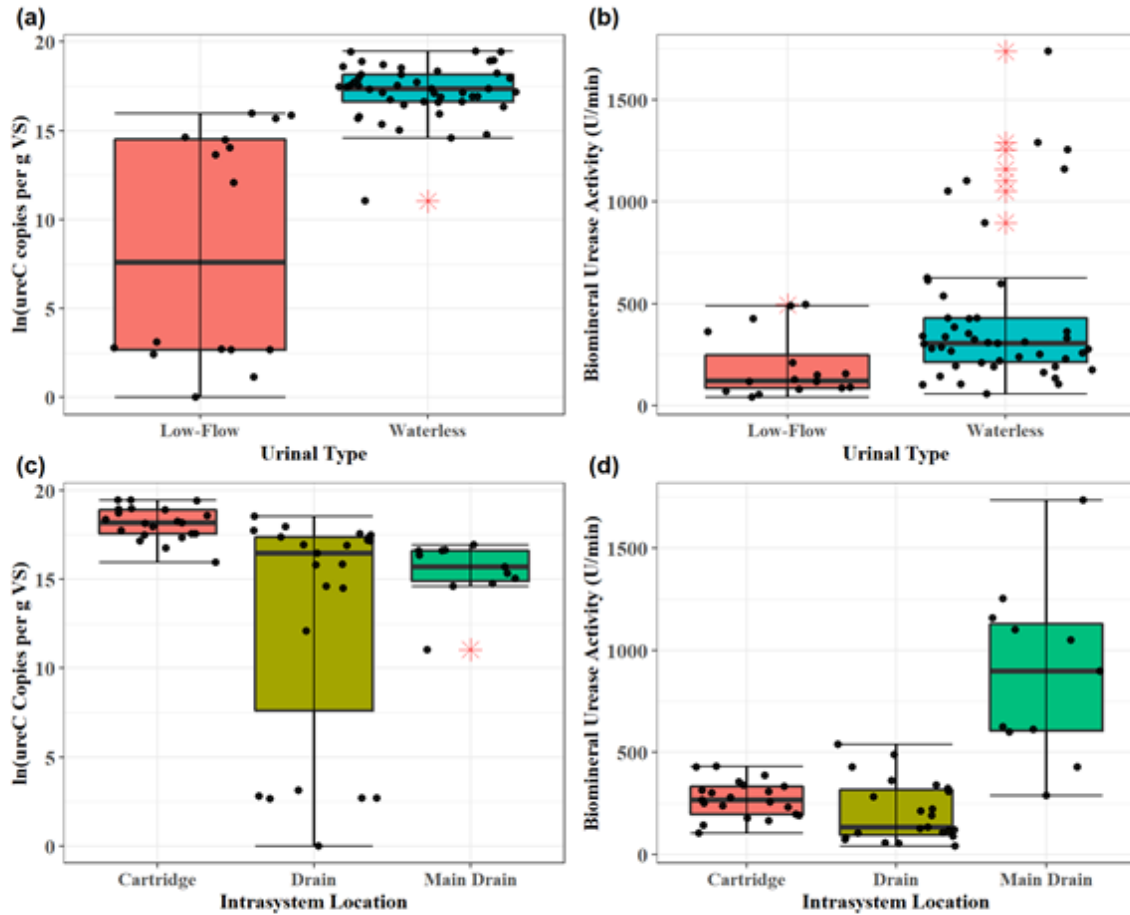 (a)
(b)
20
15
10
5
0
ln(ureC copies per g VS)
Low-Flow
Waterless
Urinal Type
1500
1000
500
0
Biomineral Urease Activity (U/min)
Low-Flow
Waterless
Urinal Type
(c)
(d)
20
15
10
5
0
ln(ureC Copies per g VS)
Cartridge
Drain
Main Drain
Intrasystem Location
1500
1000
500
0
Biomineral Urease Activity (U/min)
Cartridge
Drain
Main Drain
Intrasystem Location